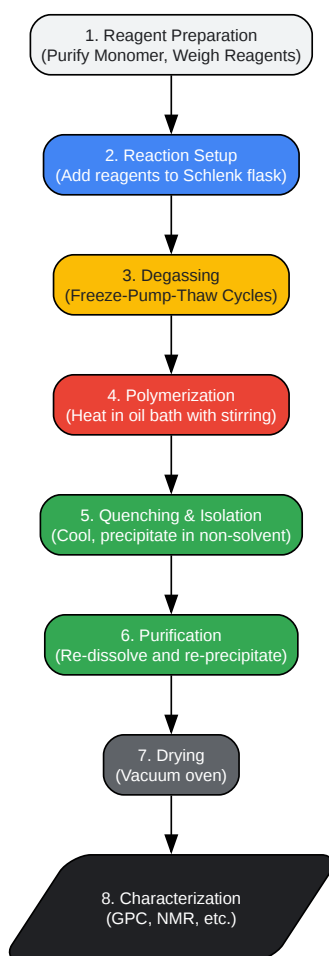 1. Reagent Preparation
(Purify Monomer, Weigh Reagents)
2. Reaction Setup
(Add reagents to Schlenk flask)
3. Degassing
(Freeze-Pump-Thaw Cycles)
4. Polymerization
(Heat in oil bath with stirring)
5. Quenching & Isolation
(Cool, precipitate in non-solvent)
6. Purification
(Re-dissolve and re-precipitate)
7. Drying
(Vacuum oven)
8. Characterization
(GPC, NMR, etc.)